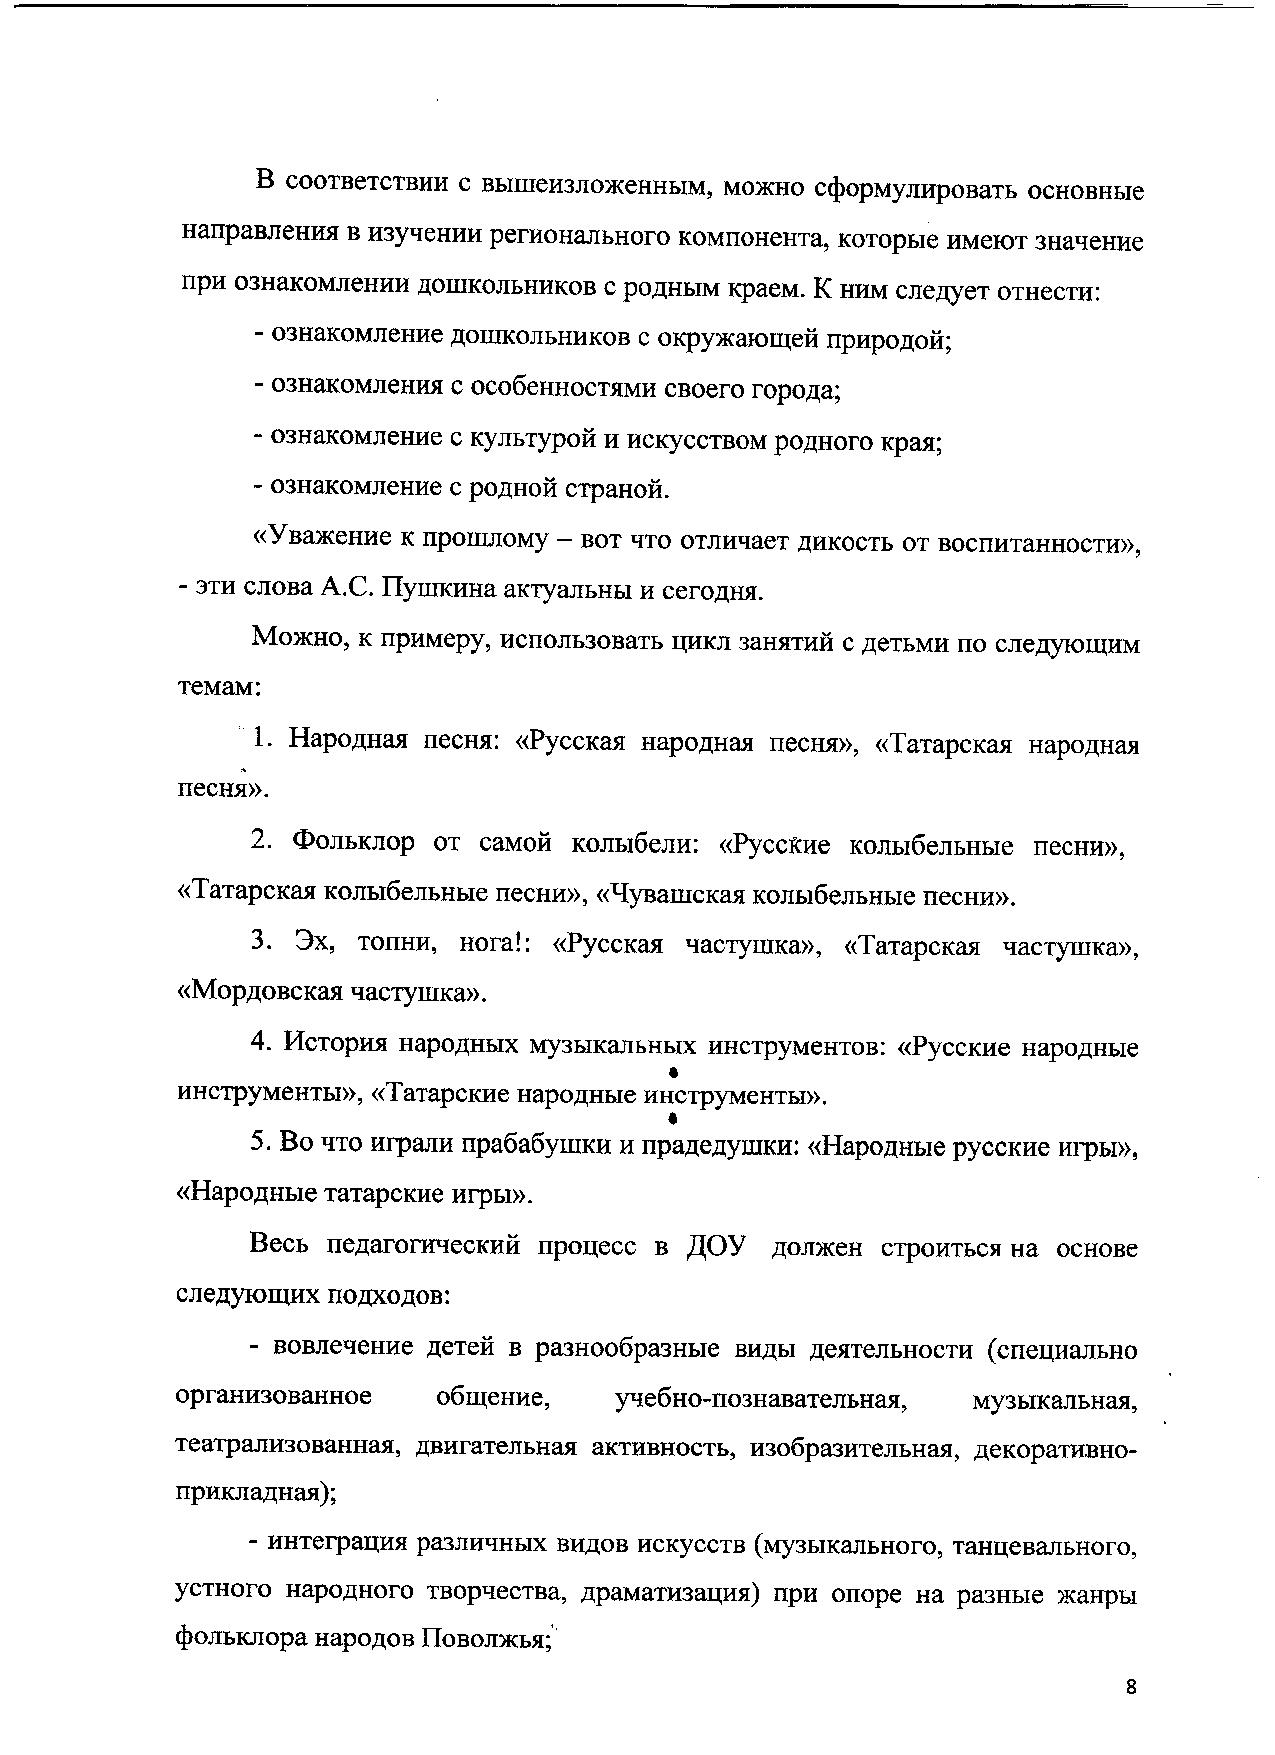 В соответствии с вышеизложенным, можно сформулировать основные
направления в изучении регионального компонента, которые имеют значение
при ознакомлении дошкольников с родным краем. К ним следует отнести:
- ознакомление дошкольников с окружающей природой;
- ознакомления с особенностями своего города;
- ознакомление с культурой и искусством родного края;
- ознакомление с родной страной.
«Уважение к прошлому – вот что отличает дикость от воспитанности»,
- эти слова А.С. Пушкина актуальны и сегодня.
Можно, к примеру, использовать цикл занятий с детьми по следующим
темам:
1. Народная песня: «Русская народная песня», «Татарская народная
песня».
2. Фольклор от самой колыбели: «Русские колыбельные песни»,
«Татарская колыбельные песни», «Чувашская колыбельные песни».
3. Эх, топни, нога!: «Русская частушка», «Татарская частушка»,
«Мордовская частушка».
4. История народных музыкальных инструментов: «Русские народные
инструменты», «Татарские народные инструменты».
5. Во что играли прабабушки и прадедушки: «Народные русские игры»,
«Народные татарские игры».
Весь педагогический процесс в ДОУ должен строиться на основе
следующих подходов:
- вовлечение детей в разнообразные виды деятельности (специально
организованное общение, учебно-познавательная, музыкальная,
театрализованная, двигательная активность, изобразительная, декоративно-
прикладная);
- интеграция различных видов искусств (музыкального, танцевального,
устного народного творчества, драматизация) при опоре на разные жанры
фольклора народов Поволжья;
8